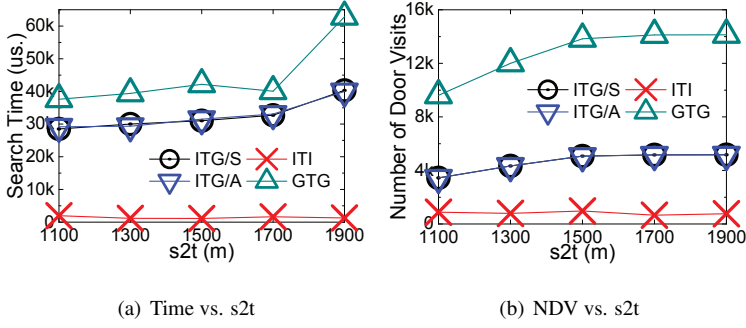 60k
50k
40k
30k
20k
10k
0k
Search Time (us.)
ITG/S
ITI
ITG/A
GTG
1100
1300
1500
1700
1900
s2t (m)
(a) Time vs. s2t
16k
12k
8k
4k
0
Number of Door Visits
ITG/S
ITI
ITG/A
GTG
1100
1300
1500
1700
1900
s2t (m)
(b) NDV vs. s2t